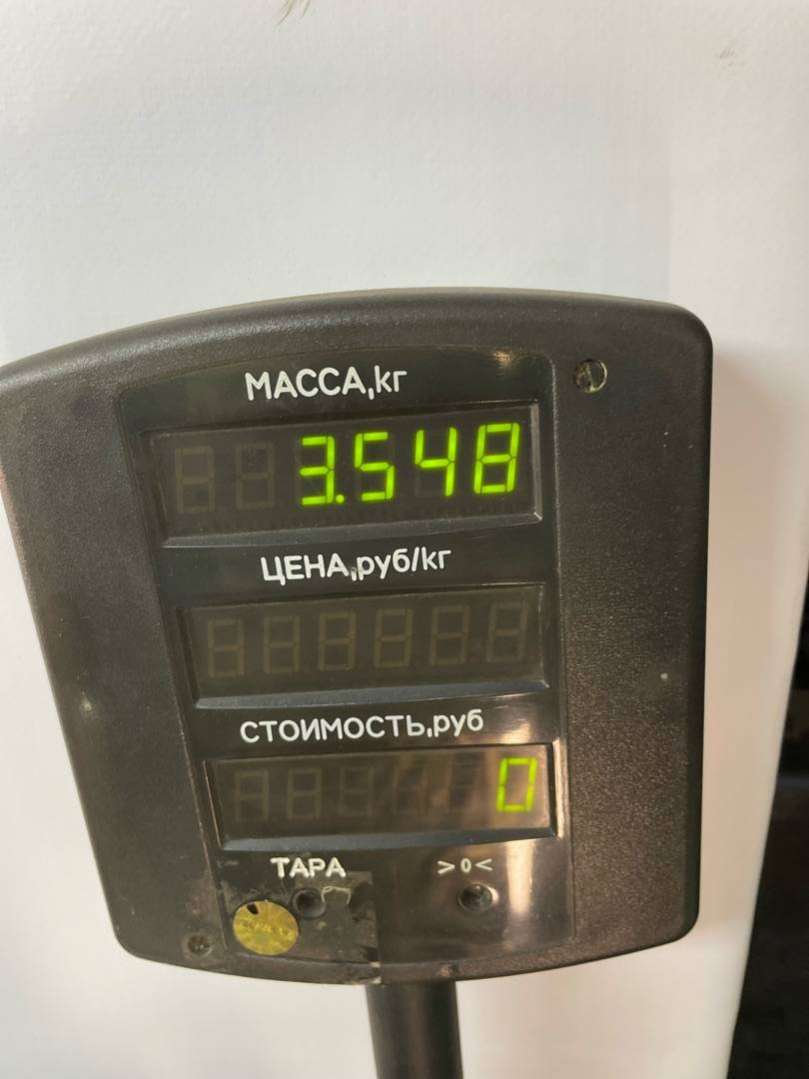 МАССА,кг
3.548
ЦЕНА,руб/кг
СТОИМОСТЬ,руб
0
ТАРА >0<